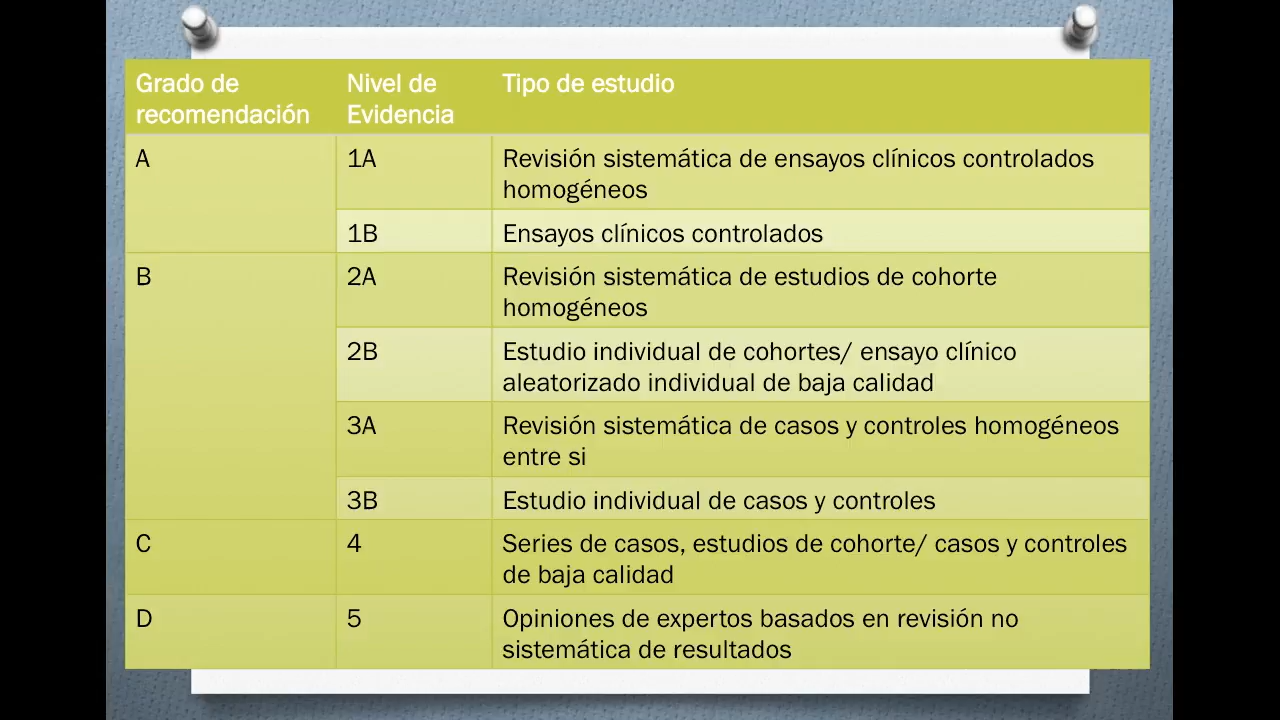 Grado de recomendación
Nivel de Evidencia
Tipo de estudio
A
1A
Revisión sistemática de ensayos clínicos controlados
homogéneos
1B
Ensayos clínicos controlados
B
2A
Revisión sistemática de estudios de cohorte
homogéneos
2B
Estudio individual de cohortes/ ensayo clínico
aleatorizado individual de baja calidad
3A
Revisión sistemática de casos y controles homogéneos
entre si
3B
Estudio individual de casos y controles
C
4
Series de casos, estudios de cohorte/ casos y controles
de baja calidad
D
5
Opiniones de expertos basados en revisión no
sistemática de resultados